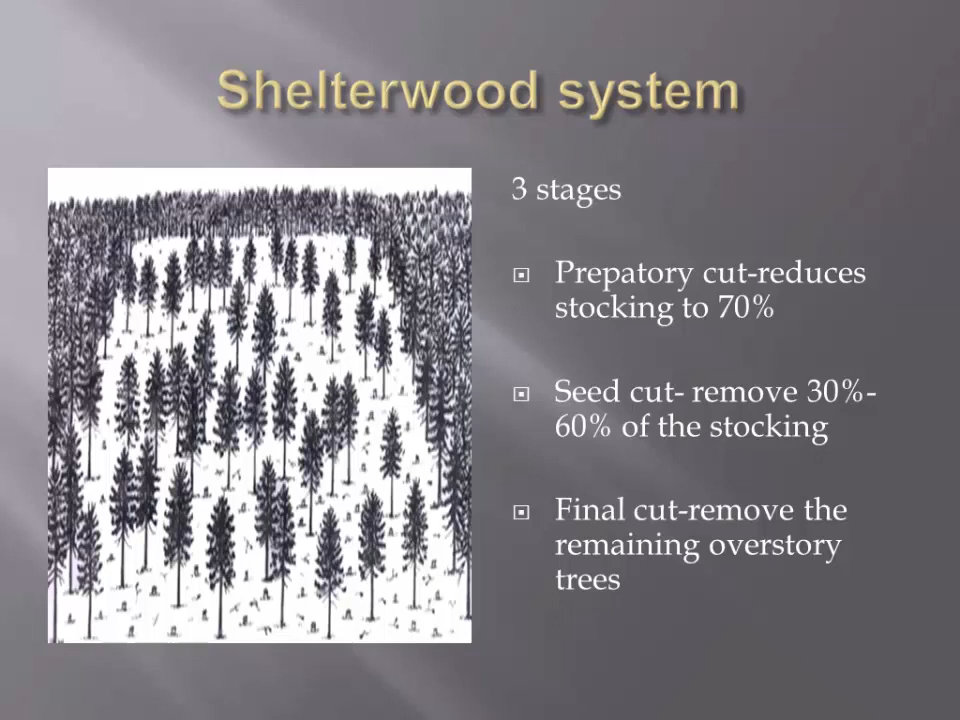 Shelterwood system
3 stages
Prepatory cut-reduces
stocking to 70%
Seed cut- remove 30%-
60% of the stocking
Final cut-remove the
remaining overstory
trees